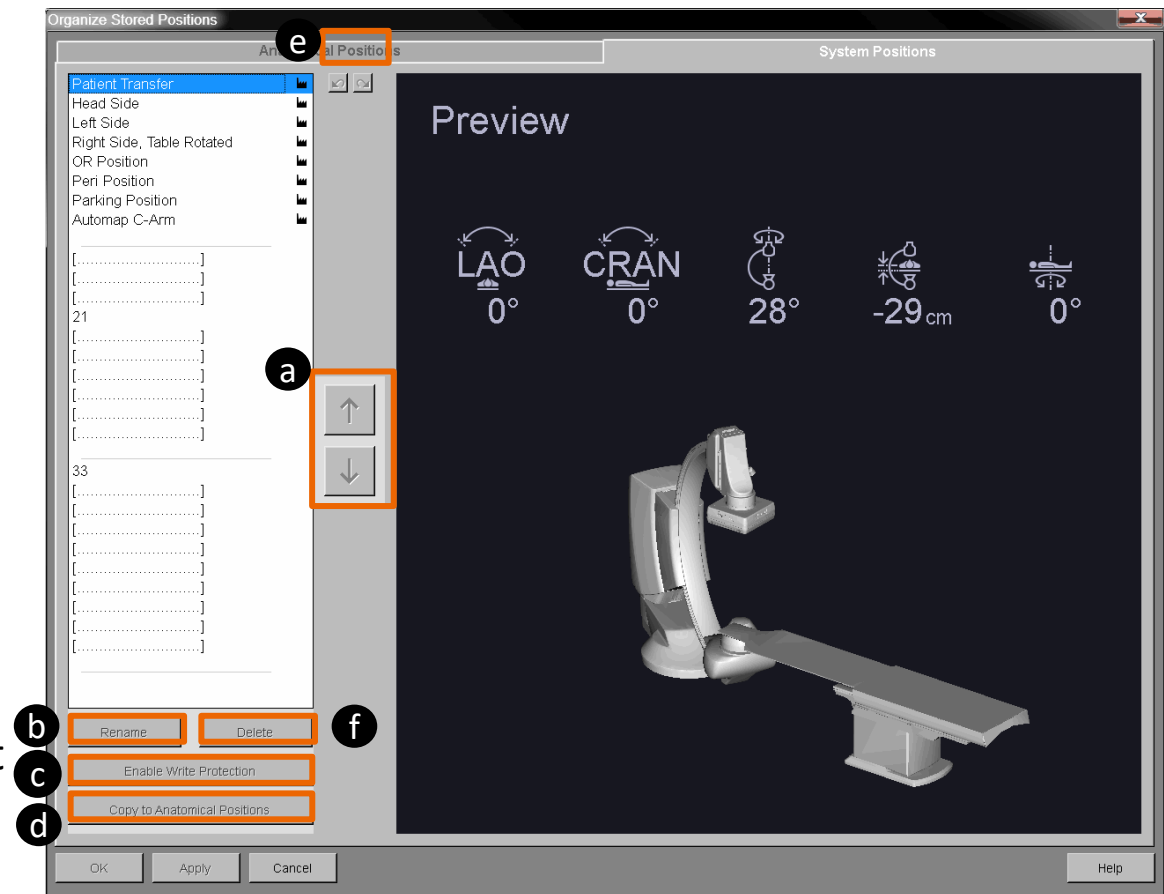 Organize Stored Positions
e
An al Positions
System Positions
Patient Transfer
Head Side
Left Side
Right Side, Table Rotated
OR Position
Peri Position
Parking Position
Automap C-Arm
[..........................]
[..........................]
[..........................]
21
[..........................]
[..........................]
[..........................]
[..........................]
[..........................]
[..........................]
33
[..........................]
[..........................]
[..........................]
[..........................]
[..........................]
[..........................]
[..........................]
[..........................]
[..........................]
a
Preview
LAO
0°
CRAN
0°
28°
-29 cm
0°
b
Rename
Delete
f
c
Enable Write Protection
d
Copy to Anatomical Positions
OK
Apply
Cancel
Help